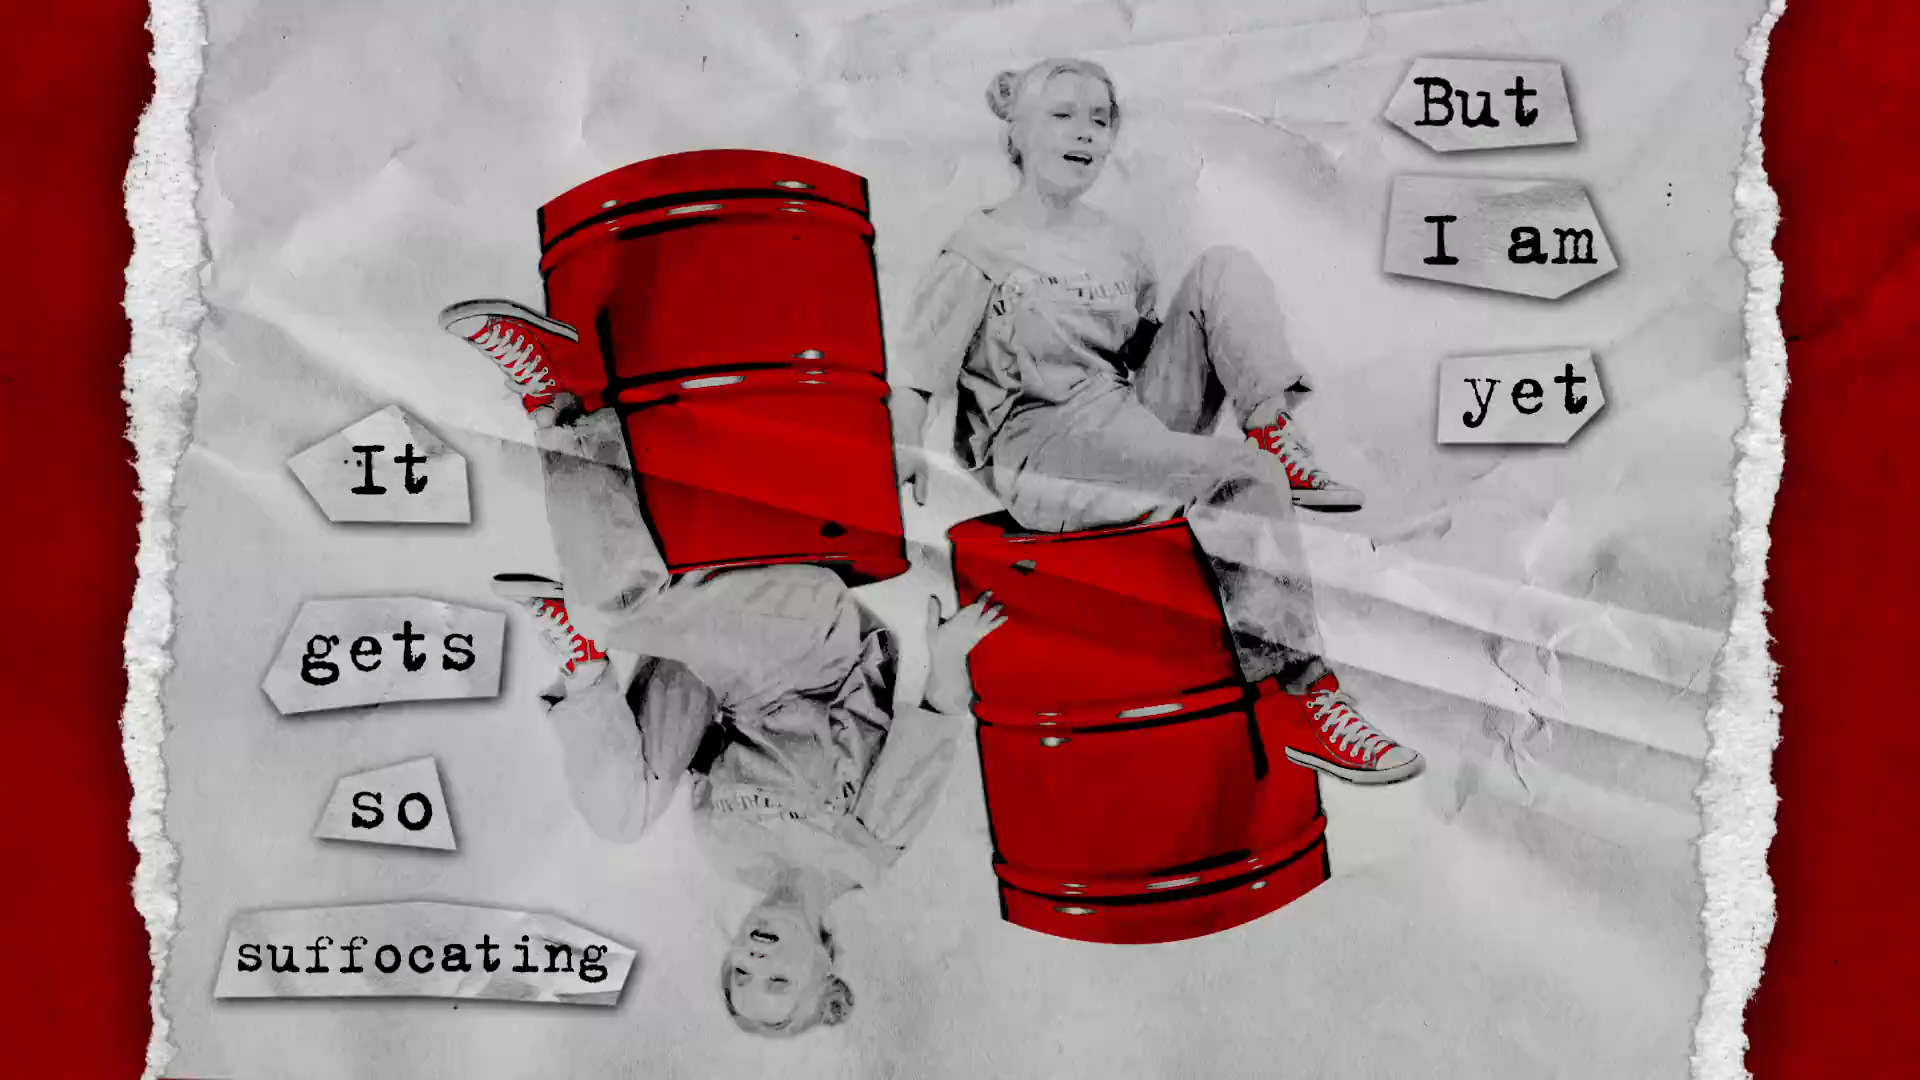 It
gets
so
suffocating
But
I am
yet